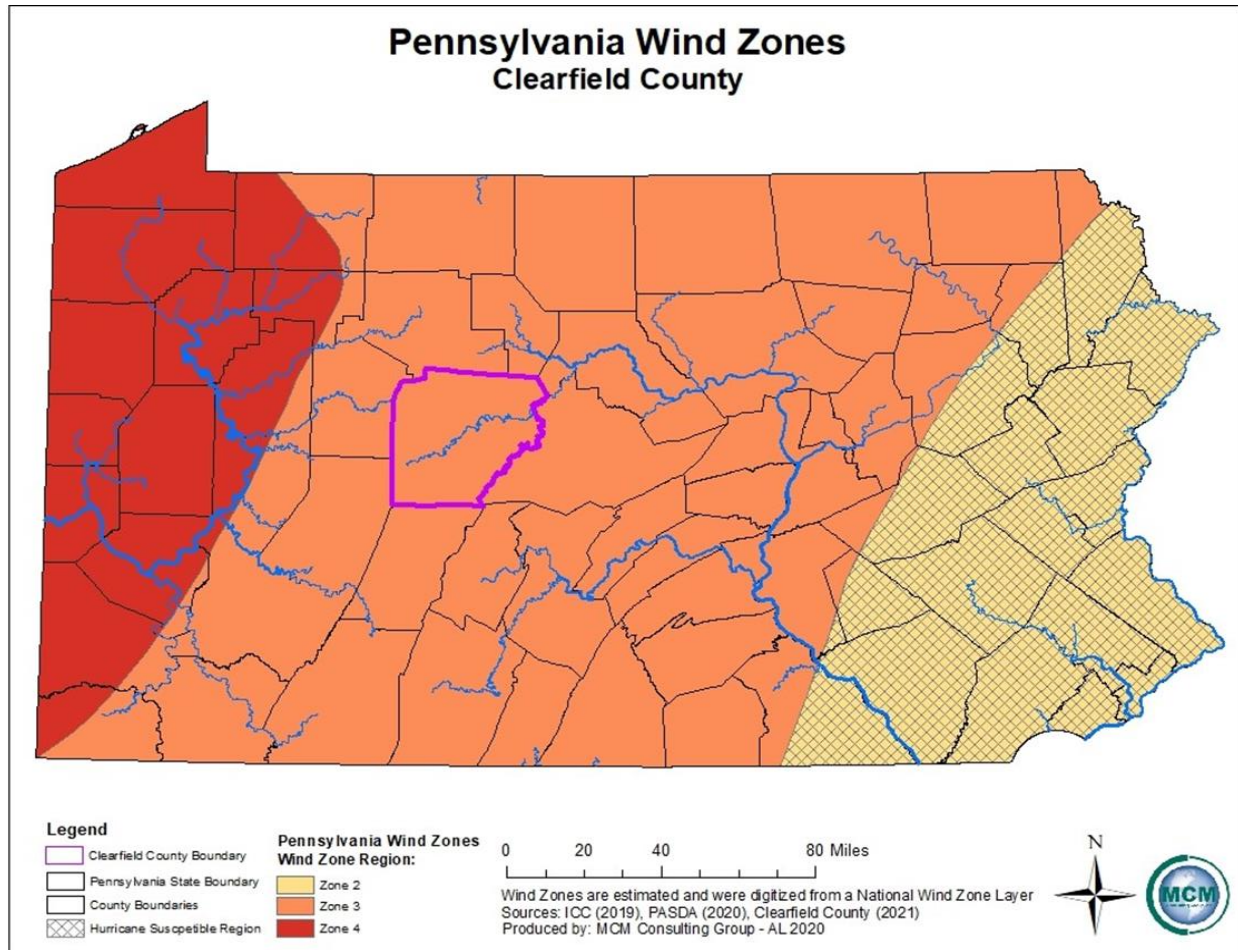 Pennsylvania Wind Zones
Clearfield County
Legend
Clearfield County Boundary
Pennsylvania State Boundary
County Boundaries
Hurricane Suscpetible Region
Pennsylvania Wind Zones
Wind Zone Region:
Zone 2
Zone 3
Zone 4
0 20 40 80 Miles
Wind Zones are estimated and were digitized from a National Wind Zone Layer
Sources: ICC (2019), PASDA (2020), Clearfield County (2021)
Produced by: MCM Consulting Group - AL 2020
N
MCM